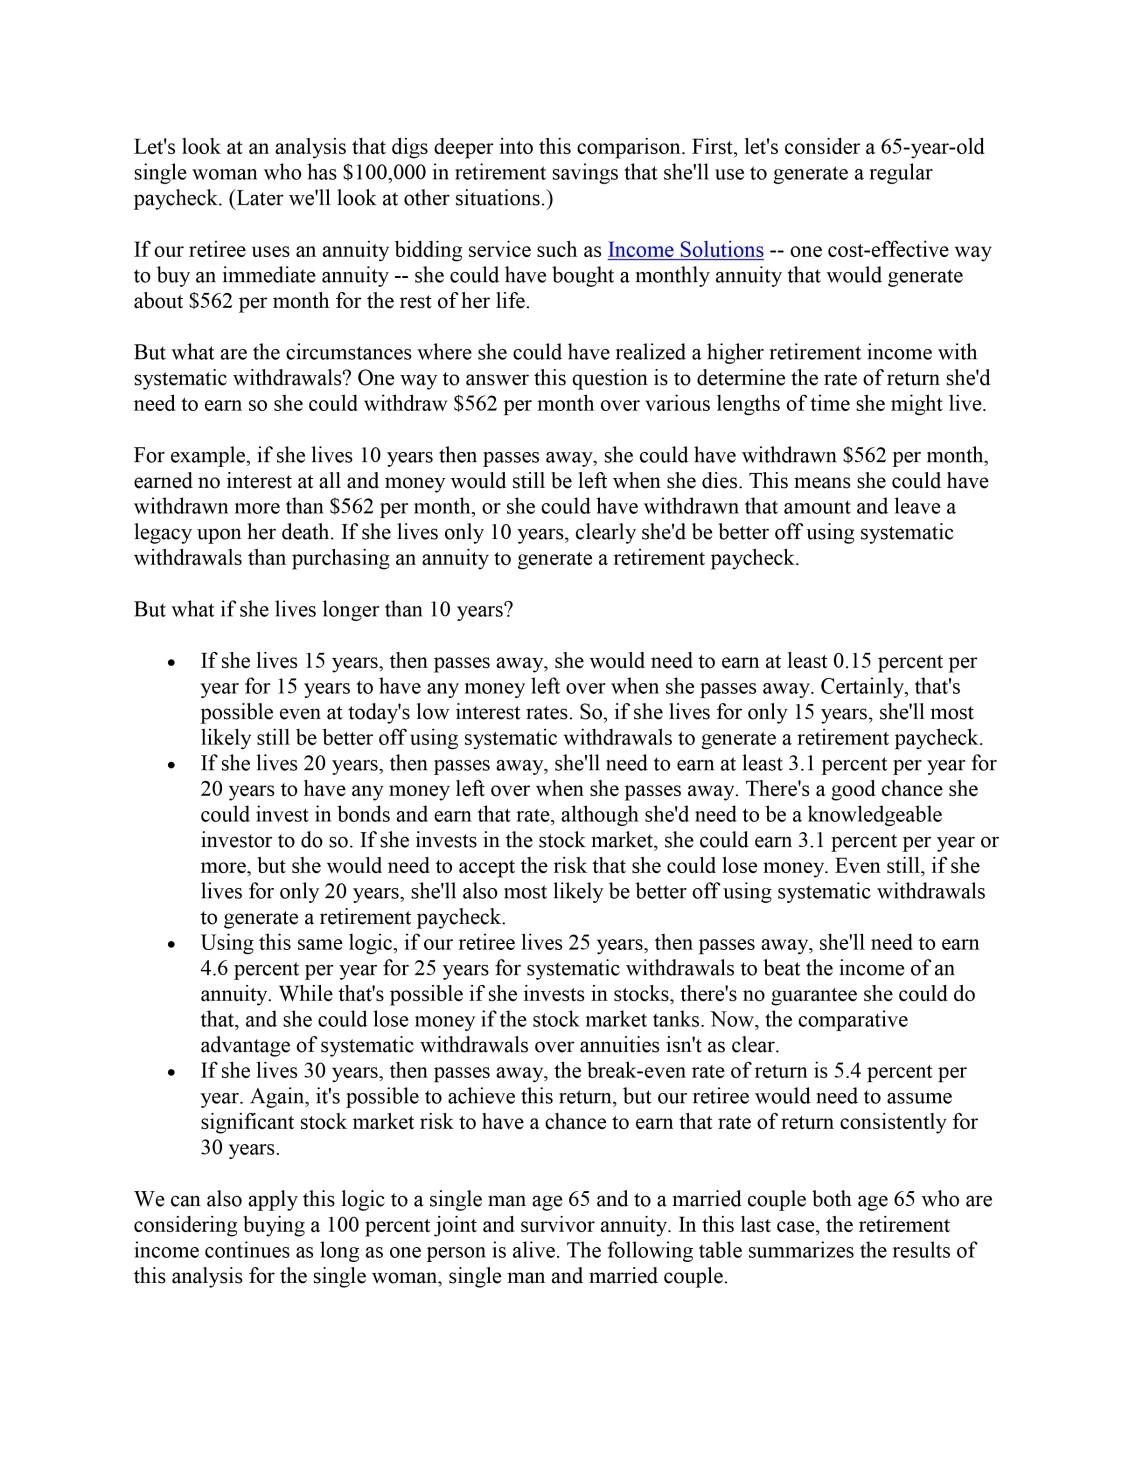 Let's look at an analysis that digs deeper into this comparison. First, let's consider a 65-year-old
single woman who has $100,000 in retirement savings that she'll use to generate a regular
paycheck. (Later we'll look at other situations.)
If our retiree uses an annuity bidding service such as Income Solutions -- one cost-effective way
to buy an immediate annuity -- she could have bought a monthly annuity that would generate
about $562 per month for the rest of her life.
But what are the circumstances where she could have realized a higher retirement income with
systematic withdrawals? One way to answer this question is to determine the rate of return she'd
need to earn so she could withdraw $562 per month over various lengths of time she might live.
For example, if she lives 10 years then passes away, she could have withdrawn $562 per month,
earned no interest at all and money would still be left when she dies. This means she could have
withdrawn more than $562 per month, or she could have withdrawn that amount and leave a
legacy upon her death. If she lives only 10 years, clearly she'd be better off using systematic
withdrawals than purchasing an annuity to generate a retirement paycheck.
But what if she lives longer than 10 years?
• If she lives 15 years, then passes away, she would need to earn at least 0.15 percent per
year for 15 years to have any money left over when she passes away. Certainly, that's
possible even at today's low interest rates. So, if she lives for only 15 years, she'll most
likely still be better off using systematic withdrawals to generate a retirement paycheck.
• If she lives 20 years, then passes away, she'll need to earn at least 3.1 percent per year for
20 years to have any money left over when she passes away. There's a good chance she
could invest in bonds and earn that rate, although she'd need to be a knowledgeable
investor to do so. If she invests in the stock market, she could earn 3.1 percent per year or
more, but she would need to accept the risk that she could lose money. Even still, if she
lives for only 20 years, she'll also most likely be better off using systematic withdrawals
to generate a retirement paycheck.
• Using this same logic, if our retiree lives 25 years, then passes away, she'll need to earn
4.6 percent per year for 25 years for systematic withdrawals to beat the income of an
annuity. While that's possible if she invests in stocks, there's no guarantee she could do
that, and she could lose money if the stock market tanks. Now, the comparative
advantage of systematic withdrawals over annuities isn't as clear.
• If she lives 30 years, then passes away, the break-even rate of return is 5.4 percent per
year. Again, it's possible to achieve this return, but our retiree would need to assume
significant stock market risk to have a chance to earn that rate of return consistently for
30 years.
We can also apply this logic to a single man age 65 and to a married couple both age 65 who are
considering buying a 100 percent joint and survivor annuity. In this last case, the retirement
income continues as long as one person is alive. The following table summarizes the results of
this analysis for the single woman, single man and married couple.